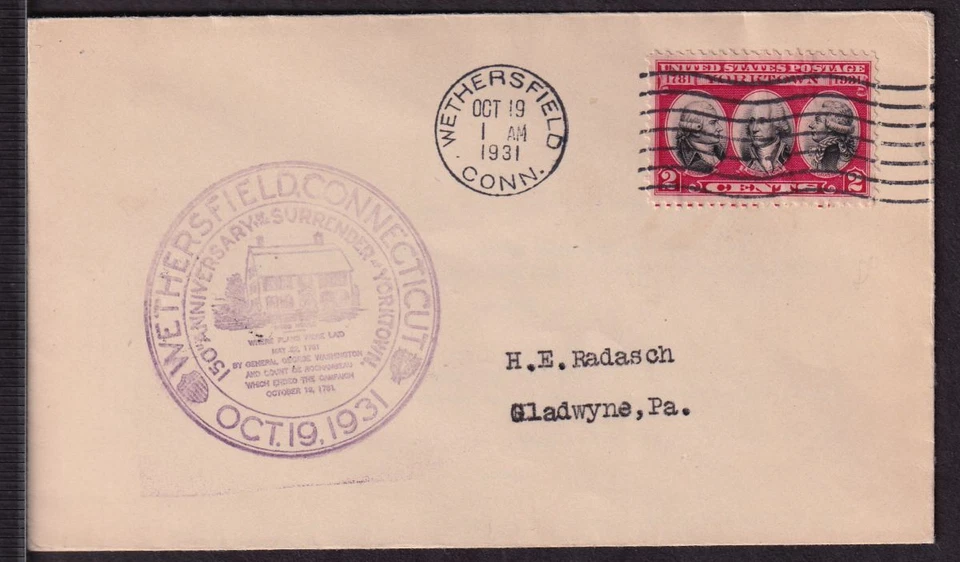 WETHERSFIELD
OCT 19
1 AM
1931
CONN.
UNITED STATES POSTAGE
1781 YORKTOWN 1931
2 CENTS 2
WETHERSFIELD, CONNECTICUT
150TH ANNIVERSARY OF THE SURRENDER AT YORKTOWN.
WHERE PLANS WERE LAID
MAY 23, 1781
BY GENERAL GEORGE WASHINGTON
AND COUNT DE ROCHAMBEAU
WHICH ENDED THE CAMPAIGN
OCTOBER 19, 1781.
OCT. 19, 1931
H.E.Radasch
Gladwyne,Pa.